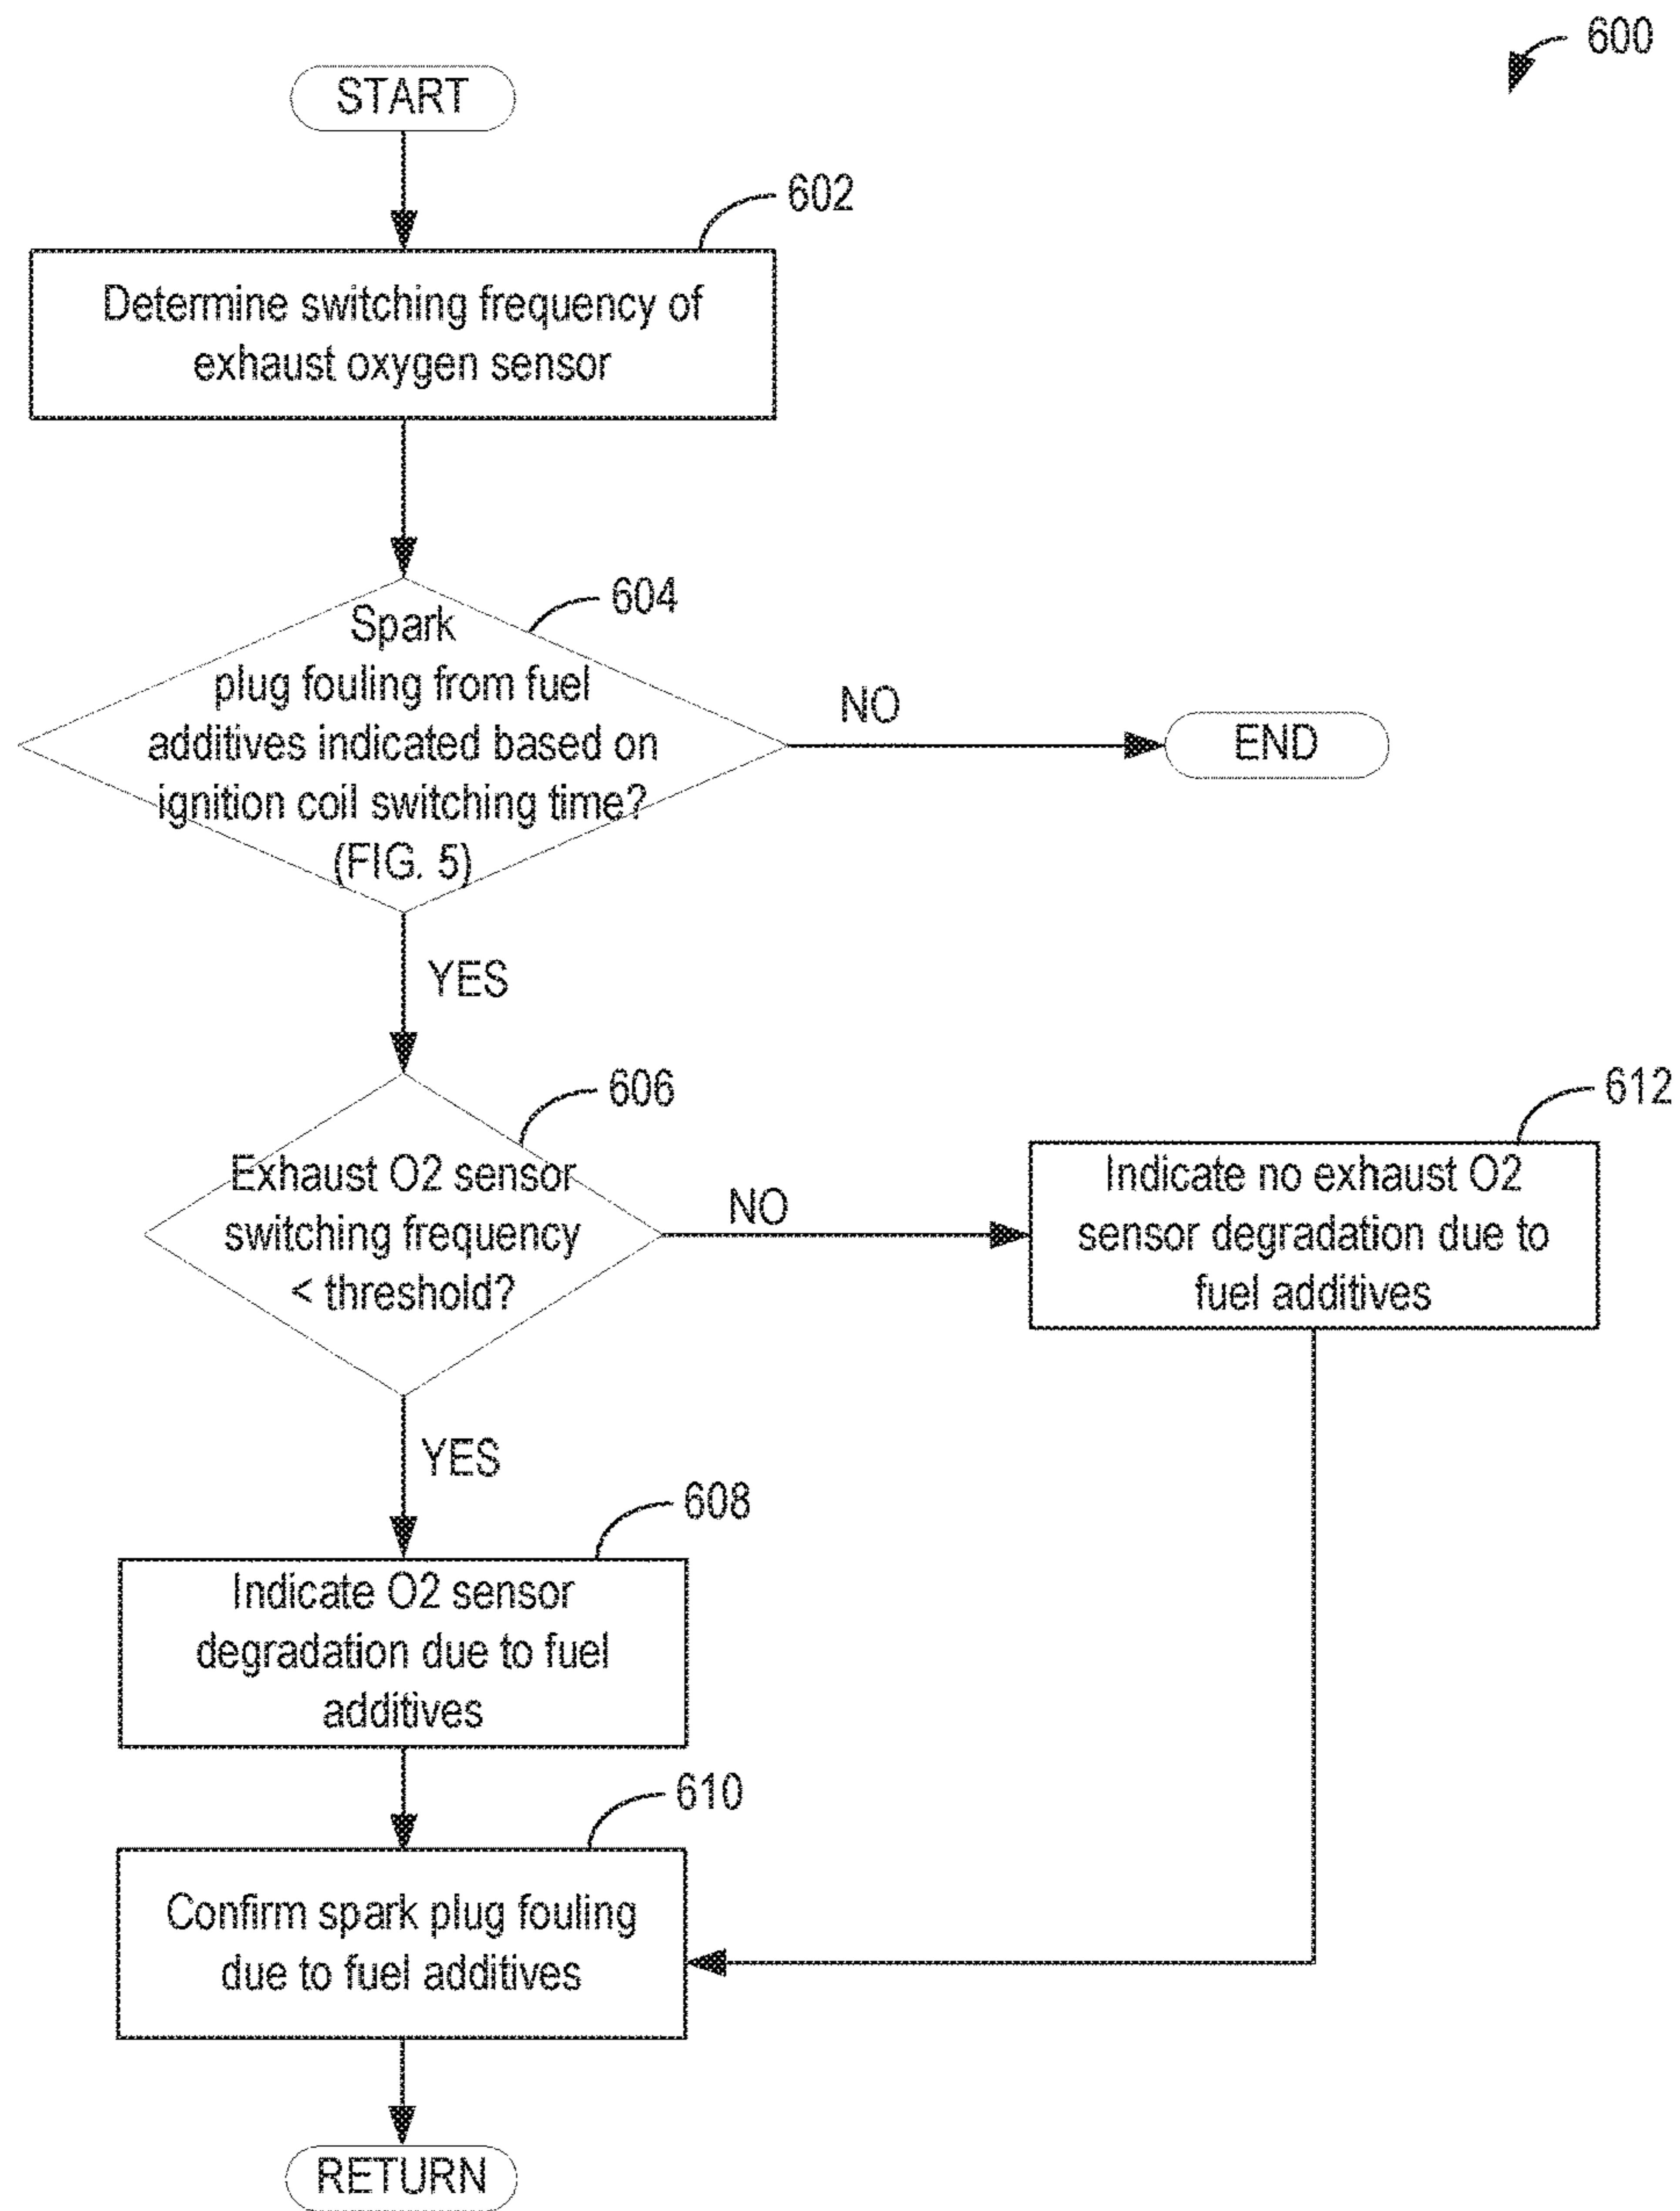 600
START
602
Determine switching frequency of
exhaust oxygen sensor
604
Spark
plug fouling from fuel
additives indicated based on
ignition coil switching time?
(FIG. 5)
NO
END
YES
606
Exhaust O2 sensor
switching frequency
< threshold?
NO
612
Indicate no exhaust O2
sensor degradation due to
fuel additives
YES
608
Indicate O2 sensor
degradation due to fuel
additives
610
Confirm spark plug fouling
due to fuel additives
RETURN